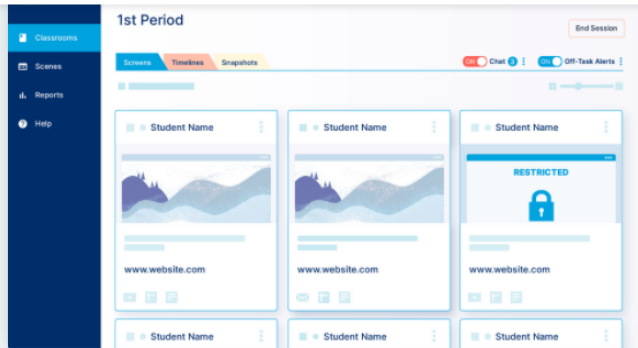 1st Period
End Session
Classrooms
Scenes
Reports
Help
Screens Timelines Snapshots
ON Chat 3 ON Off-Task Alerts
Student Name Student Name Student Name
RESTRICTED
www.website.com www.website.com www.website.com
Student Name Student Name Student Name